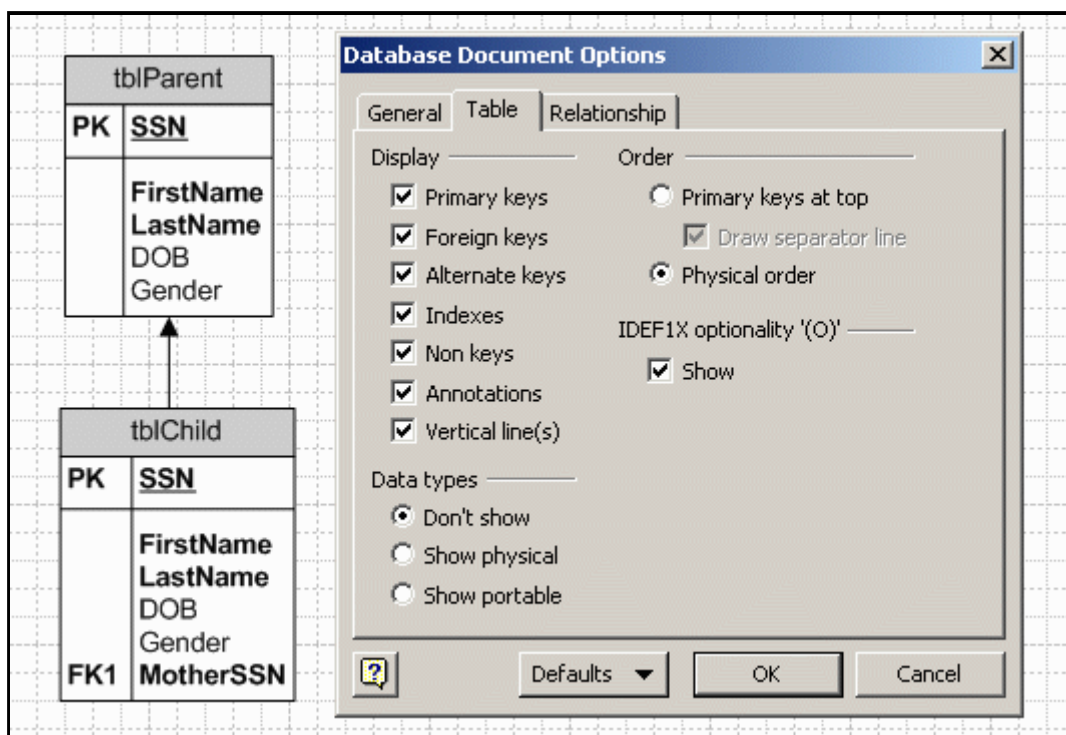 tblParent
PK SSN
FirstName
LastName
DOB
Gender
tblChild
PK SSN
FirstName
LastName
DOB
Gender
FK1 MotherSSN
Database Document Options
General Table Relationship
Display
Primary keys
Foreign keys
Alternate keys
Indexes
Non keys
Annotations
Vertical line(s)
Data types
Don't show
Show physical
Show portable
Order
Primary keys at top
Draw separator line
Physical order
IDEF1X optionality '(O)'
Show
? Defaults OK Cancel